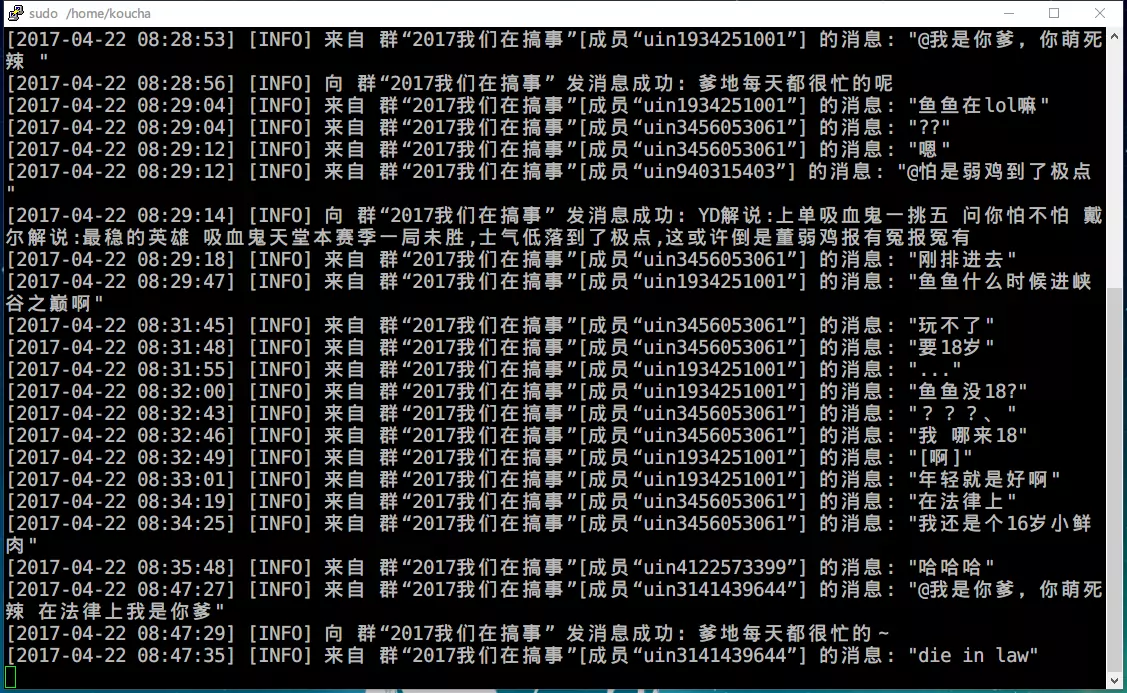 sudo /home/koucha
[2017-04-22 08:28:53] [INFO] 来自 群“2017我们在搞事”[成员“uin1934251001”] 的消息: "@我是你爹，你萌死
辣 "
[2017-04-22 08:28:56] [INFO] 向 群“2017我们在搞事” 发消息成功: 爹地每天都很忙的呢
[2017-04-22 08:29:04] [INFO] 来自 群“2017我们在搞事”[成员“uin1934251001”] 的消息: "鱼鱼在lol嘛"
[2017-04-22 08:29:04] [INFO] 来自 群“2017我们在搞事”[成员“uin3456053061”] 的消息: "??"
[2017-04-22 08:29:12] [INFO] 来自 群“2017我们在搞事”[成员“uin3456053061”] 的消息: "嗯"
[2017-04-22 08:29:12] [INFO] 来自 群“2017我们在搞事”[成员“uin940315403”] 的消息: "@怕是弱鸡到了极点
"
[2017-04-22 08:29:14] [INFO] 向 群“2017我们在搞事” 发消息成功: YD解说:上单吸血鬼一挑五 问你怕不怕 戴
尔解说:最稳的英雄 吸血鬼天堂本赛季一局未胜,士气低落到了极点,这或许倒是董弱鸡报有冤报冤有
[2017-04-22 08:29:18] [INFO] 来自 群“2017我们在搞事”[成员“uin3456053061”] 的消息: "刚排进去"
[2017-04-22 08:29:47] [INFO] 来自 群“2017我们在搞事”[成员“uin1934251001”] 的消息: "鱼鱼什么时候进峡
谷之巅啊"
[2017-04-22 08:31:45] [INFO] 来自 群“2017我们在搞事”[成员“uin3456053061”] 的消息: "玩不了"
[2017-04-22 08:31:48] [INFO] 来自 群“2017我们在搞事”[成员“uin3456053061”] 的消息: "要18岁"
[2017-04-22 08:31:55] [INFO] 来自 群“2017我们在搞事”[成员“uin1934251001”] 的消息: "..."
[2017-04-22 08:32:00] [INFO] 来自 群“2017我们在搞事”[成员“uin1934251001”] 的消息: "鱼鱼没18?"
[2017-04-22 08:32:43] [INFO] 来自 群“2017我们在搞事”[成员“uin3456053061”] 的消息: "？？？、"
[2017-04-22 08:32:46] [INFO] 来自 群“2017我们在搞事”[成员“uin3456053061”] 的消息: "我 哪来18"
[2017-04-22 08:32:49] [INFO] 来自 群“2017我们在搞事”[成员“uin1934251001”] 的消息: "[啊]"
[2017-04-22 08:33:01] [INFO] 来自 群“2017我们在搞事”[成员“uin1934251001”] 的消息: "年轻就是好啊"
[2017-04-22 08:34:19] [INFO] 来自 群“2017我们在搞事”[成员“uin3456053061”] 的消息: "在法律上"
[2017-04-22 08:34:25] [INFO] 来自 群“2017我们在搞事”[成员“uin3456053061”] 的消息: "我还是个16岁小鲜
肉"
[2017-04-22 08:35:48] [INFO] 来自 群“2017我们在搞事”[成员“uin4122573399”] 的消息: "哈哈哈"
[2017-04-22 08:47:27] [INFO] 来自 群“2017我们在搞事”[成员“uin3141439644”] 的消息: "@我是你爹，你萌死
辣 在法律上我是你爹"
[2017-04-22 08:47:29] [INFO] 向 群“2017我们在搞事” 发消息成功: 爹地每天都很忙的～
[2017-04-22 08:47:35] [INFO] 来自 群“2017我们在搞事”[成员“uin3141439644”] 的消息: "die in law"